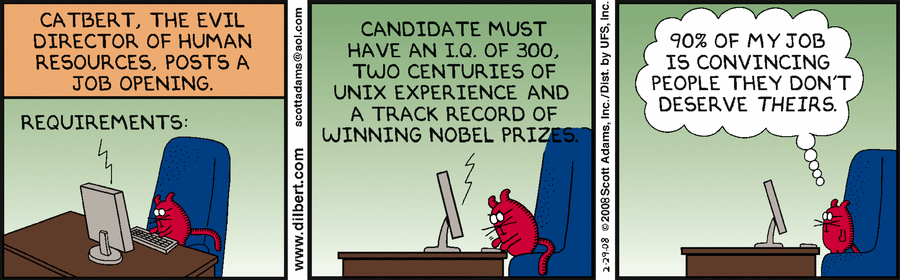 CATBERT, THE EVIL
DIRECTOR OF HUMAN
RESOURCES, POSTS A
JOB OPENING.
REQUIREMENTS:
www.dilbert.com
scottadams@aol.com
CANDIDATE MUST
HAVE AN I.Q. OF 300,
TWO CENTURIES OF
UNIX EXPERIENCE AND
A TRACK RECORD OF
WINNING NOBEL PRIZES.
2-29-08 © 2008 Scott Adams, Inc./Dist. by UFS, Inc.
90% OF MY JOB
IS CONVINCING
PEOPLE THEY DON'T
DESERVE THEIRS.